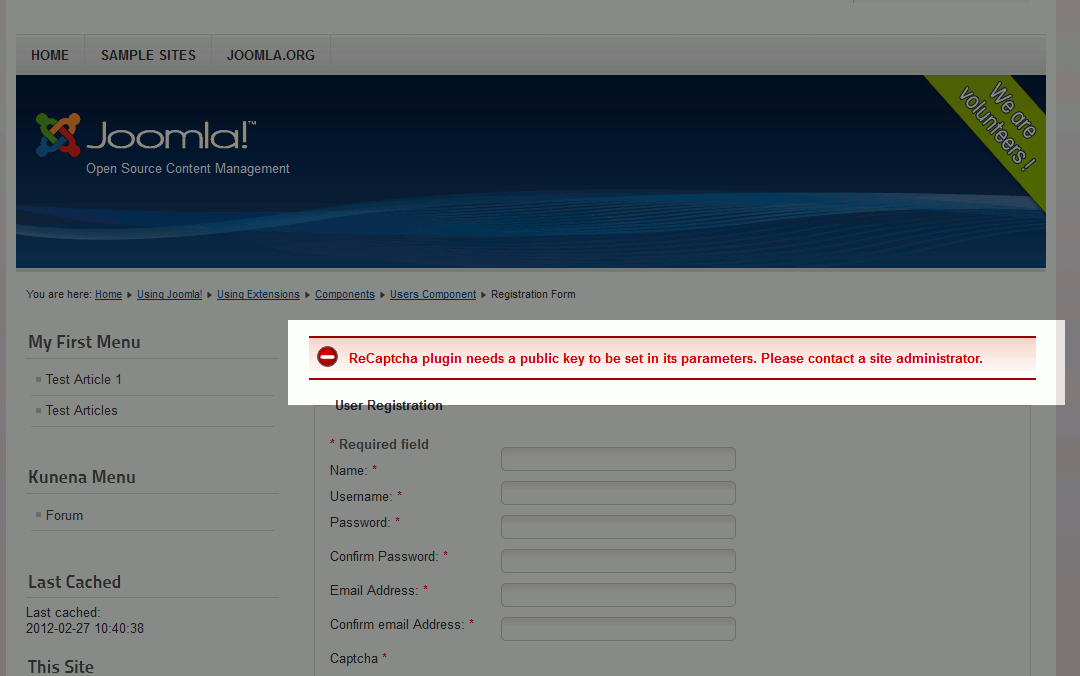 HOME SAMPLE SITES JOOMLA.ORG
Joomla!™
Open Source Content Management
We are
volunteers!
You are here: Home Using Joomla! Using Extensions Components Users Component Registration Form
My First Menu
Test Article 1
Test Articles
Kunena Menu
Forum
Last Cached
Last cached:
2012-02-27 10:40:38
This Site
ReCaptcha plugin needs a public key to be set in its parameters. Please contact a site administrator.
User Registration
* Required field
Name: *
Username: *
Password: *
Confirm Password: *
Email Address: *
Confirm email Address: *
Captcha *